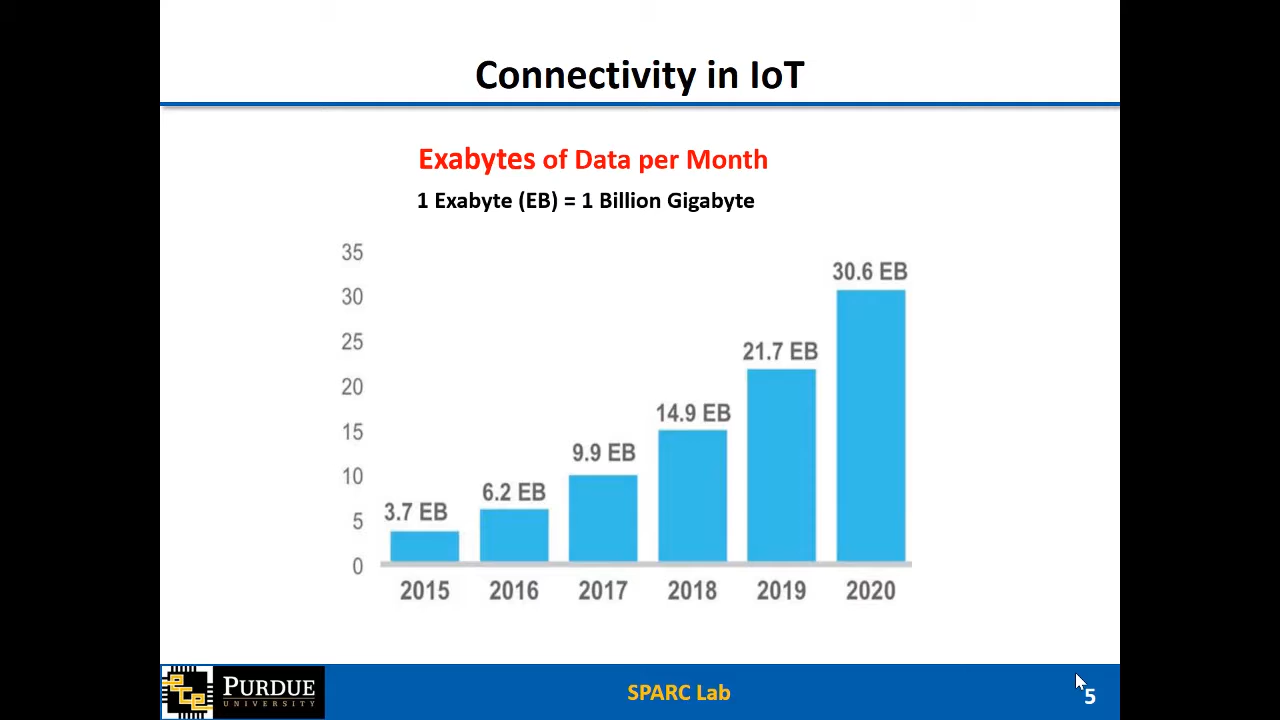 Connectivity in IoT
Exabytes of Data per Month
1 Exabyte (EB) = 1 Billion Gigabyte
35
30
25
20
15
10
5
0
3.7 EB
6.2 EB
9.9 EB
14.9 EB
21.7 EB
30.6 EB
2015 2016 2017 2018 2019 2020
ece
PURDUE
UNIVERSITY
SPARC Lab
5